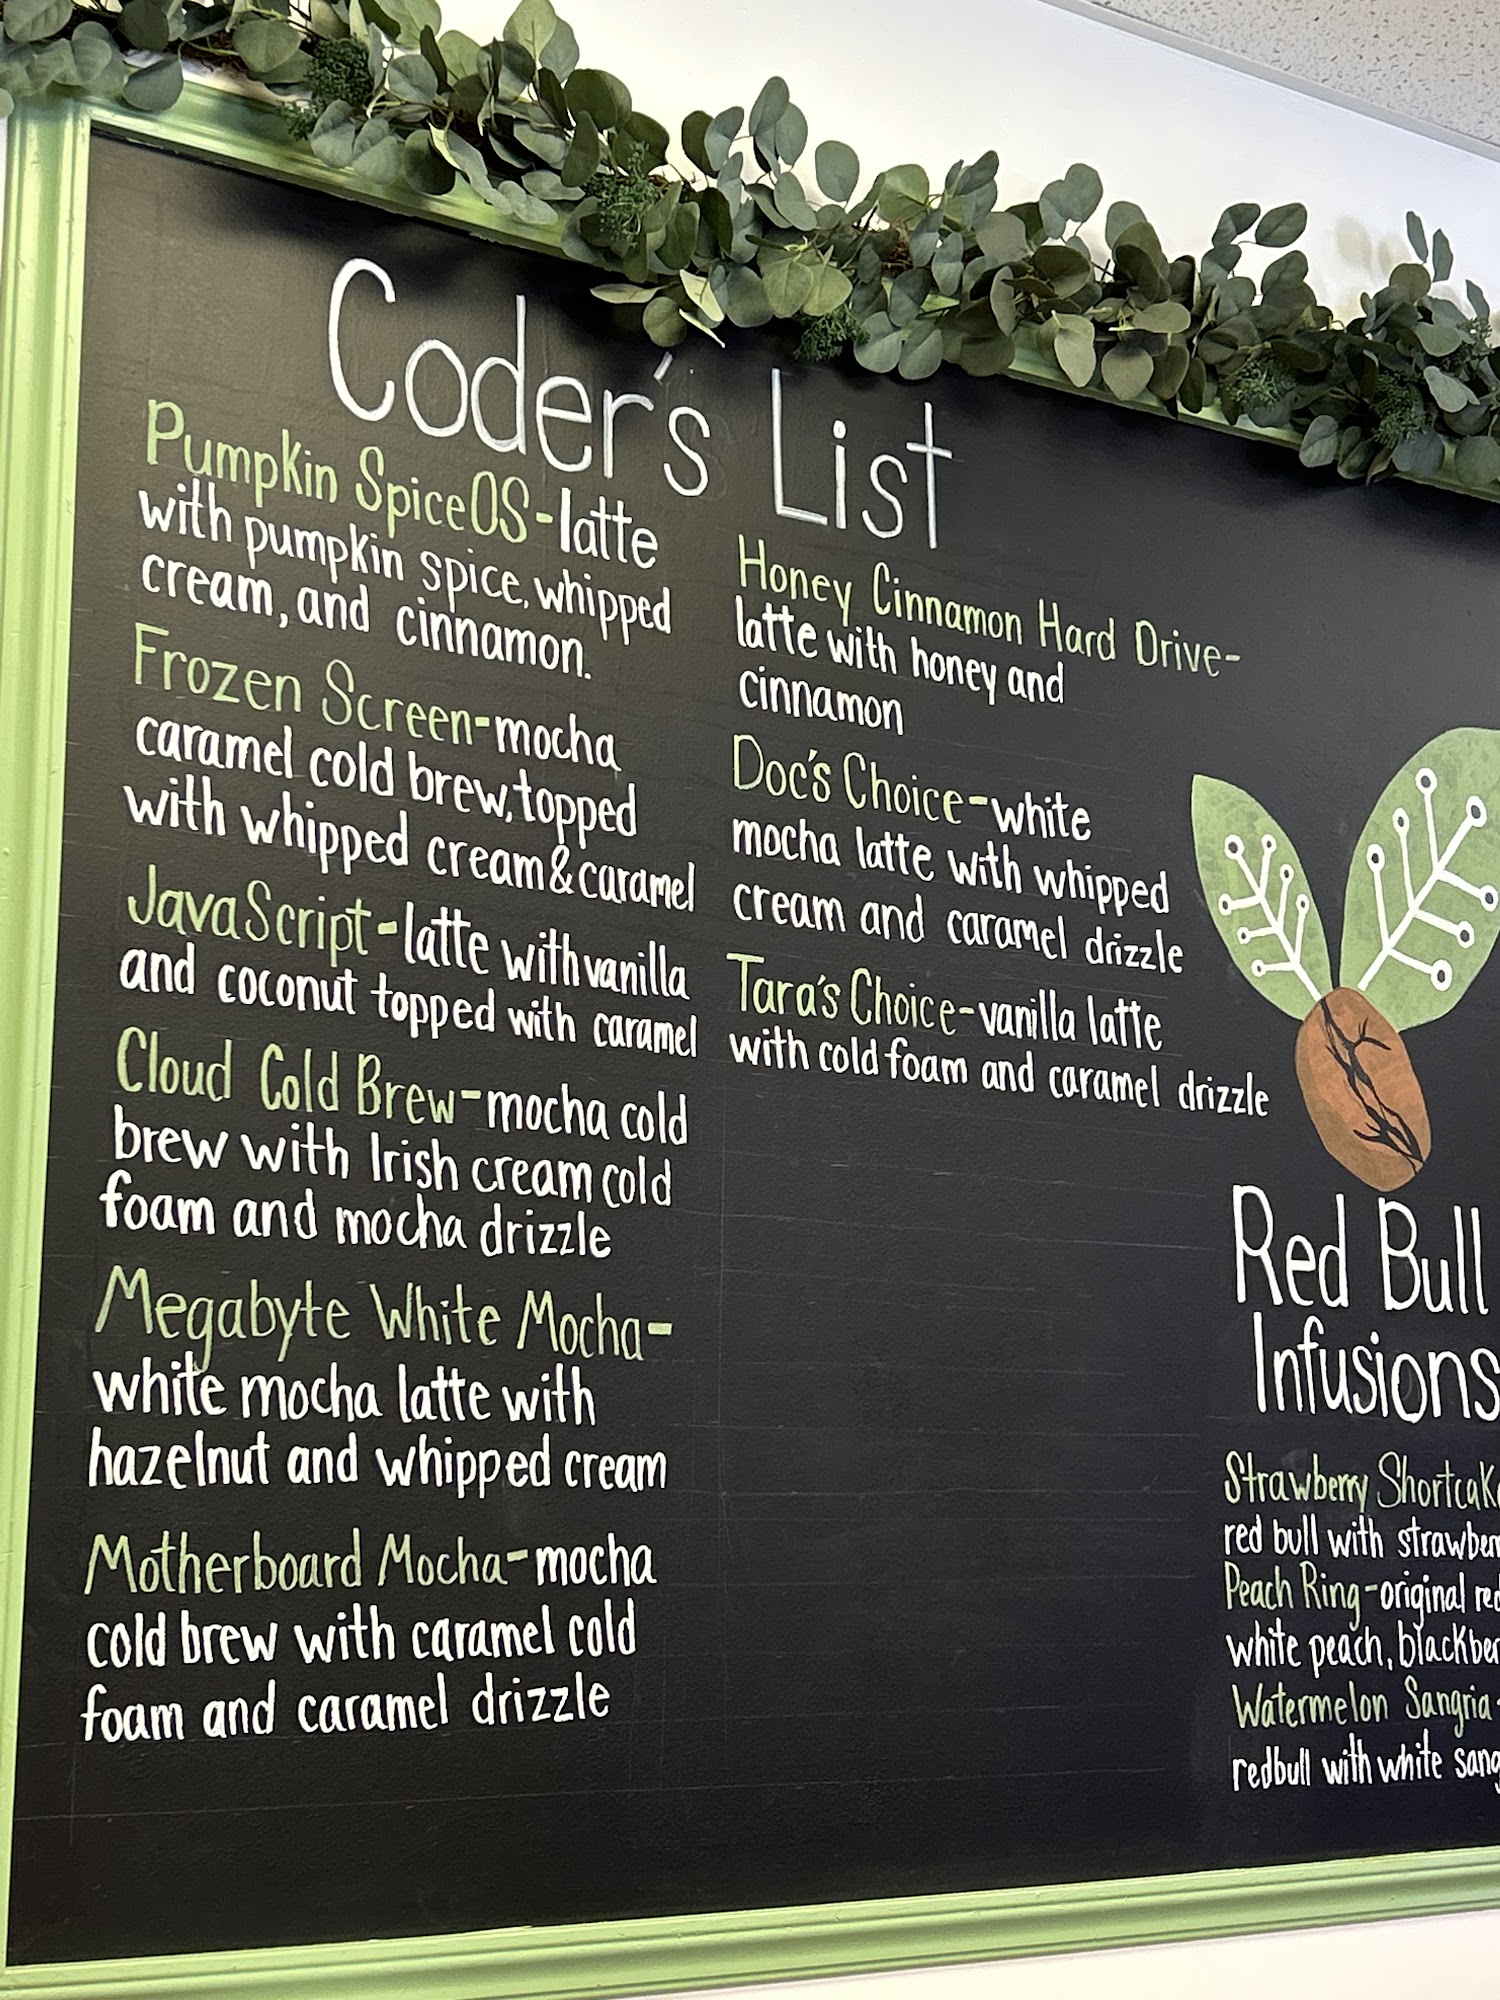 Coder's List
Pumpkin SpiceOS-latte
with pumpkin spice, whipped
cream, and cinnamon.
Frozen Screen-mocha
caramel cold brew, topped
with whipped cream & caramel
JavaScript-latte with vanilla
and coconut topped with caramel
Cloud Cold Brew-mocha cold
brew with Irish cream cold
foam and mocha drizzle
Megabyte White Mocha-
white mocha latte with
hazelnut and whipped cream
Motherboard Mocha-mocha
cold brew with caramel cold
foam and caramel drizzle
Honey Cinnamon Hard Drive-
latte with honey and
cinnamon
Doc's Choice-white
mocha latte with whipped
cream and caramel drizzle
Tara's Choice-vanilla latte
with cold foam and caramel drizzle
Red Bull
Infusions
Strawberry
red bull with
Peach Ring-original
white peach,
Watermelon Sangria-
redbull with white